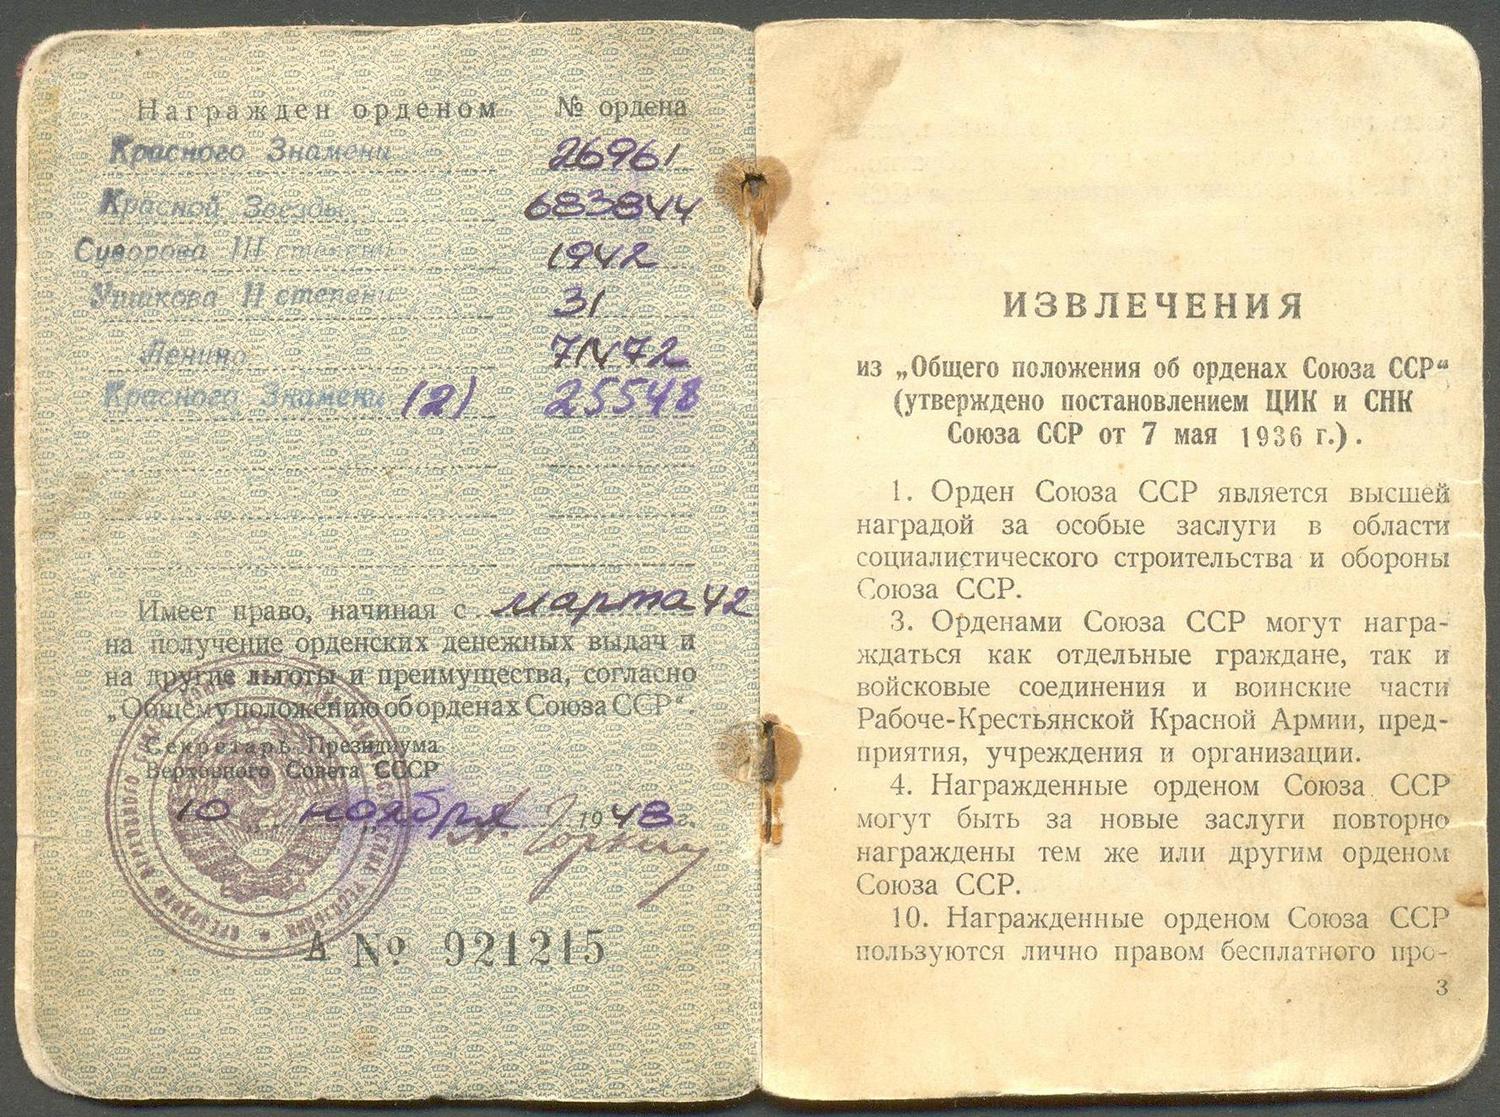 Награжден орденом № ордена
Красного Знамени 26961
Красной Звезды 683844
Суворова III степени 1942
Ушакова II степени 31
Ленина 71472
Красного Знамени (2) 25548
Имеет право, начиная с марта 42
на получение орденских денежных выдач и
на другие льготы и преимущества, согласно
„Общему положению об орденах Союза ССР“.
Секретарь Президиума
Верховного Совета СССР
10 ноября 1948 г.
А Горкин
А № 921215
ИЗВЛЕЧЕНИЯ
из „Общего положения об орденах Союза ССР“
(утверждено постановлением ЦИК и СНК
Союза ССР от 7 мая 1936 г.).
1. Орден Союза ССР является высшей
наградой за особые заслуги в области
социалистического строительства и обороны
Союза ССР.
3. Орденами Союза ССР могут награ-
ждаться как отдельные граждане, так и
войсковые соединения и воинские части
Рабоче-Крестьянской Красной Армии, пред-
приятия, учреждения и организации.
4. Награжденные орденом Союза ССР
могут быть за новые заслуги повторно
награждены тем же или другим орденом
Союза ССР.
10. Награжденные орденом Союза ССР
пользуются лично правом бесплатного про-
3